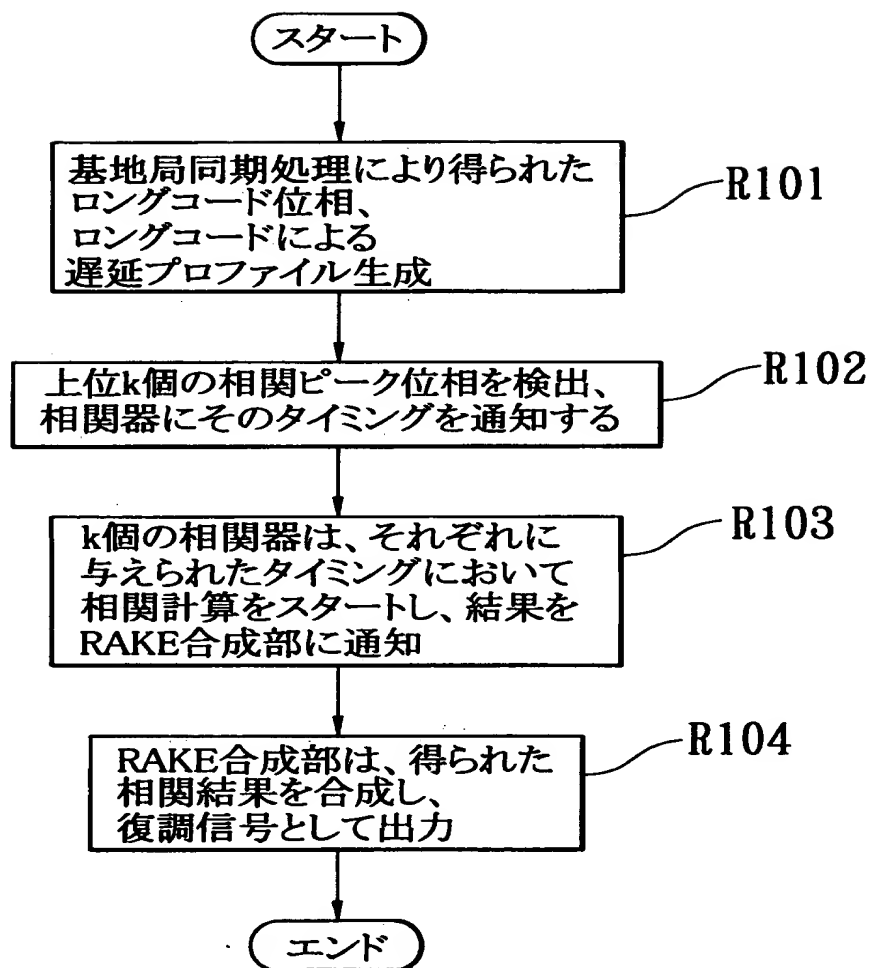 スタート
基地局同期処理により得られた
ロングコード位相、
ロングコードによる
遅延プロファイル生成
R101
上位k個の相関ピーク位相を検出、
相関器にそのタイミングを通知する
R102
k個の相関器は、それぞれに
与えられたタイミングにおいて
相関計算をスタートし、結果を
RAKE合成部に通知
R103
RAKE合成部は、得られた
相関結果を合成し、
復調信号として出力
R104
エンド